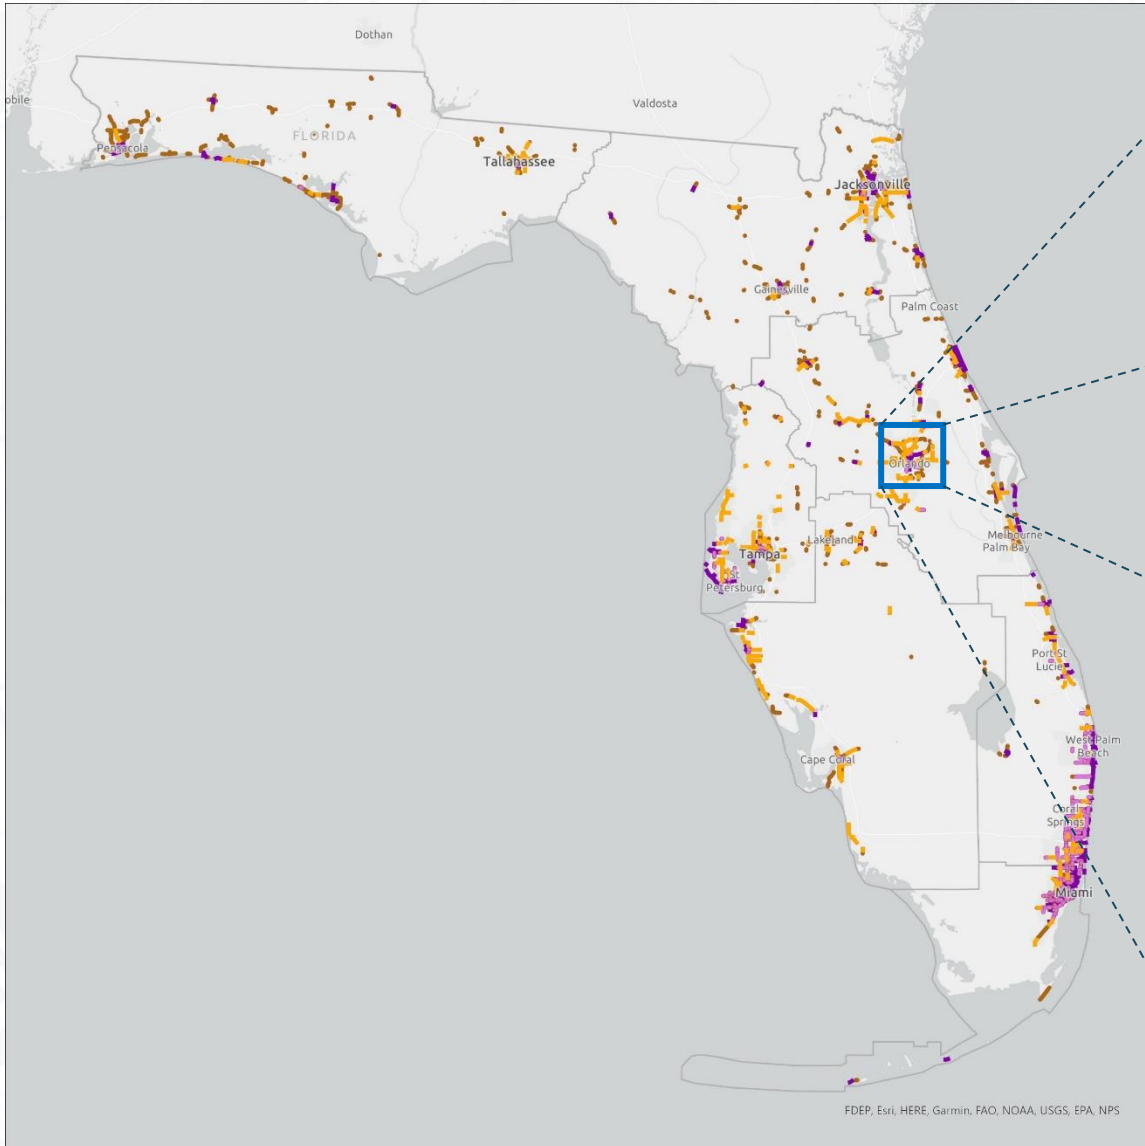 Dothan
obile
Valdosta
FLORIDA
Pensacola
Tallahassee
Jacksonville
Gainesville
Palm Coast
Orlando
Melbourne
Palm Bay
Lakeland
Tampa
St
Petersburg
Port St
Lucie
West Palm
Beach
Cape Coral
Coral
Springs
Miami
FDEP, Esri, HERE, Garmin, FAO, NOAA, USGS, EPA, NPS